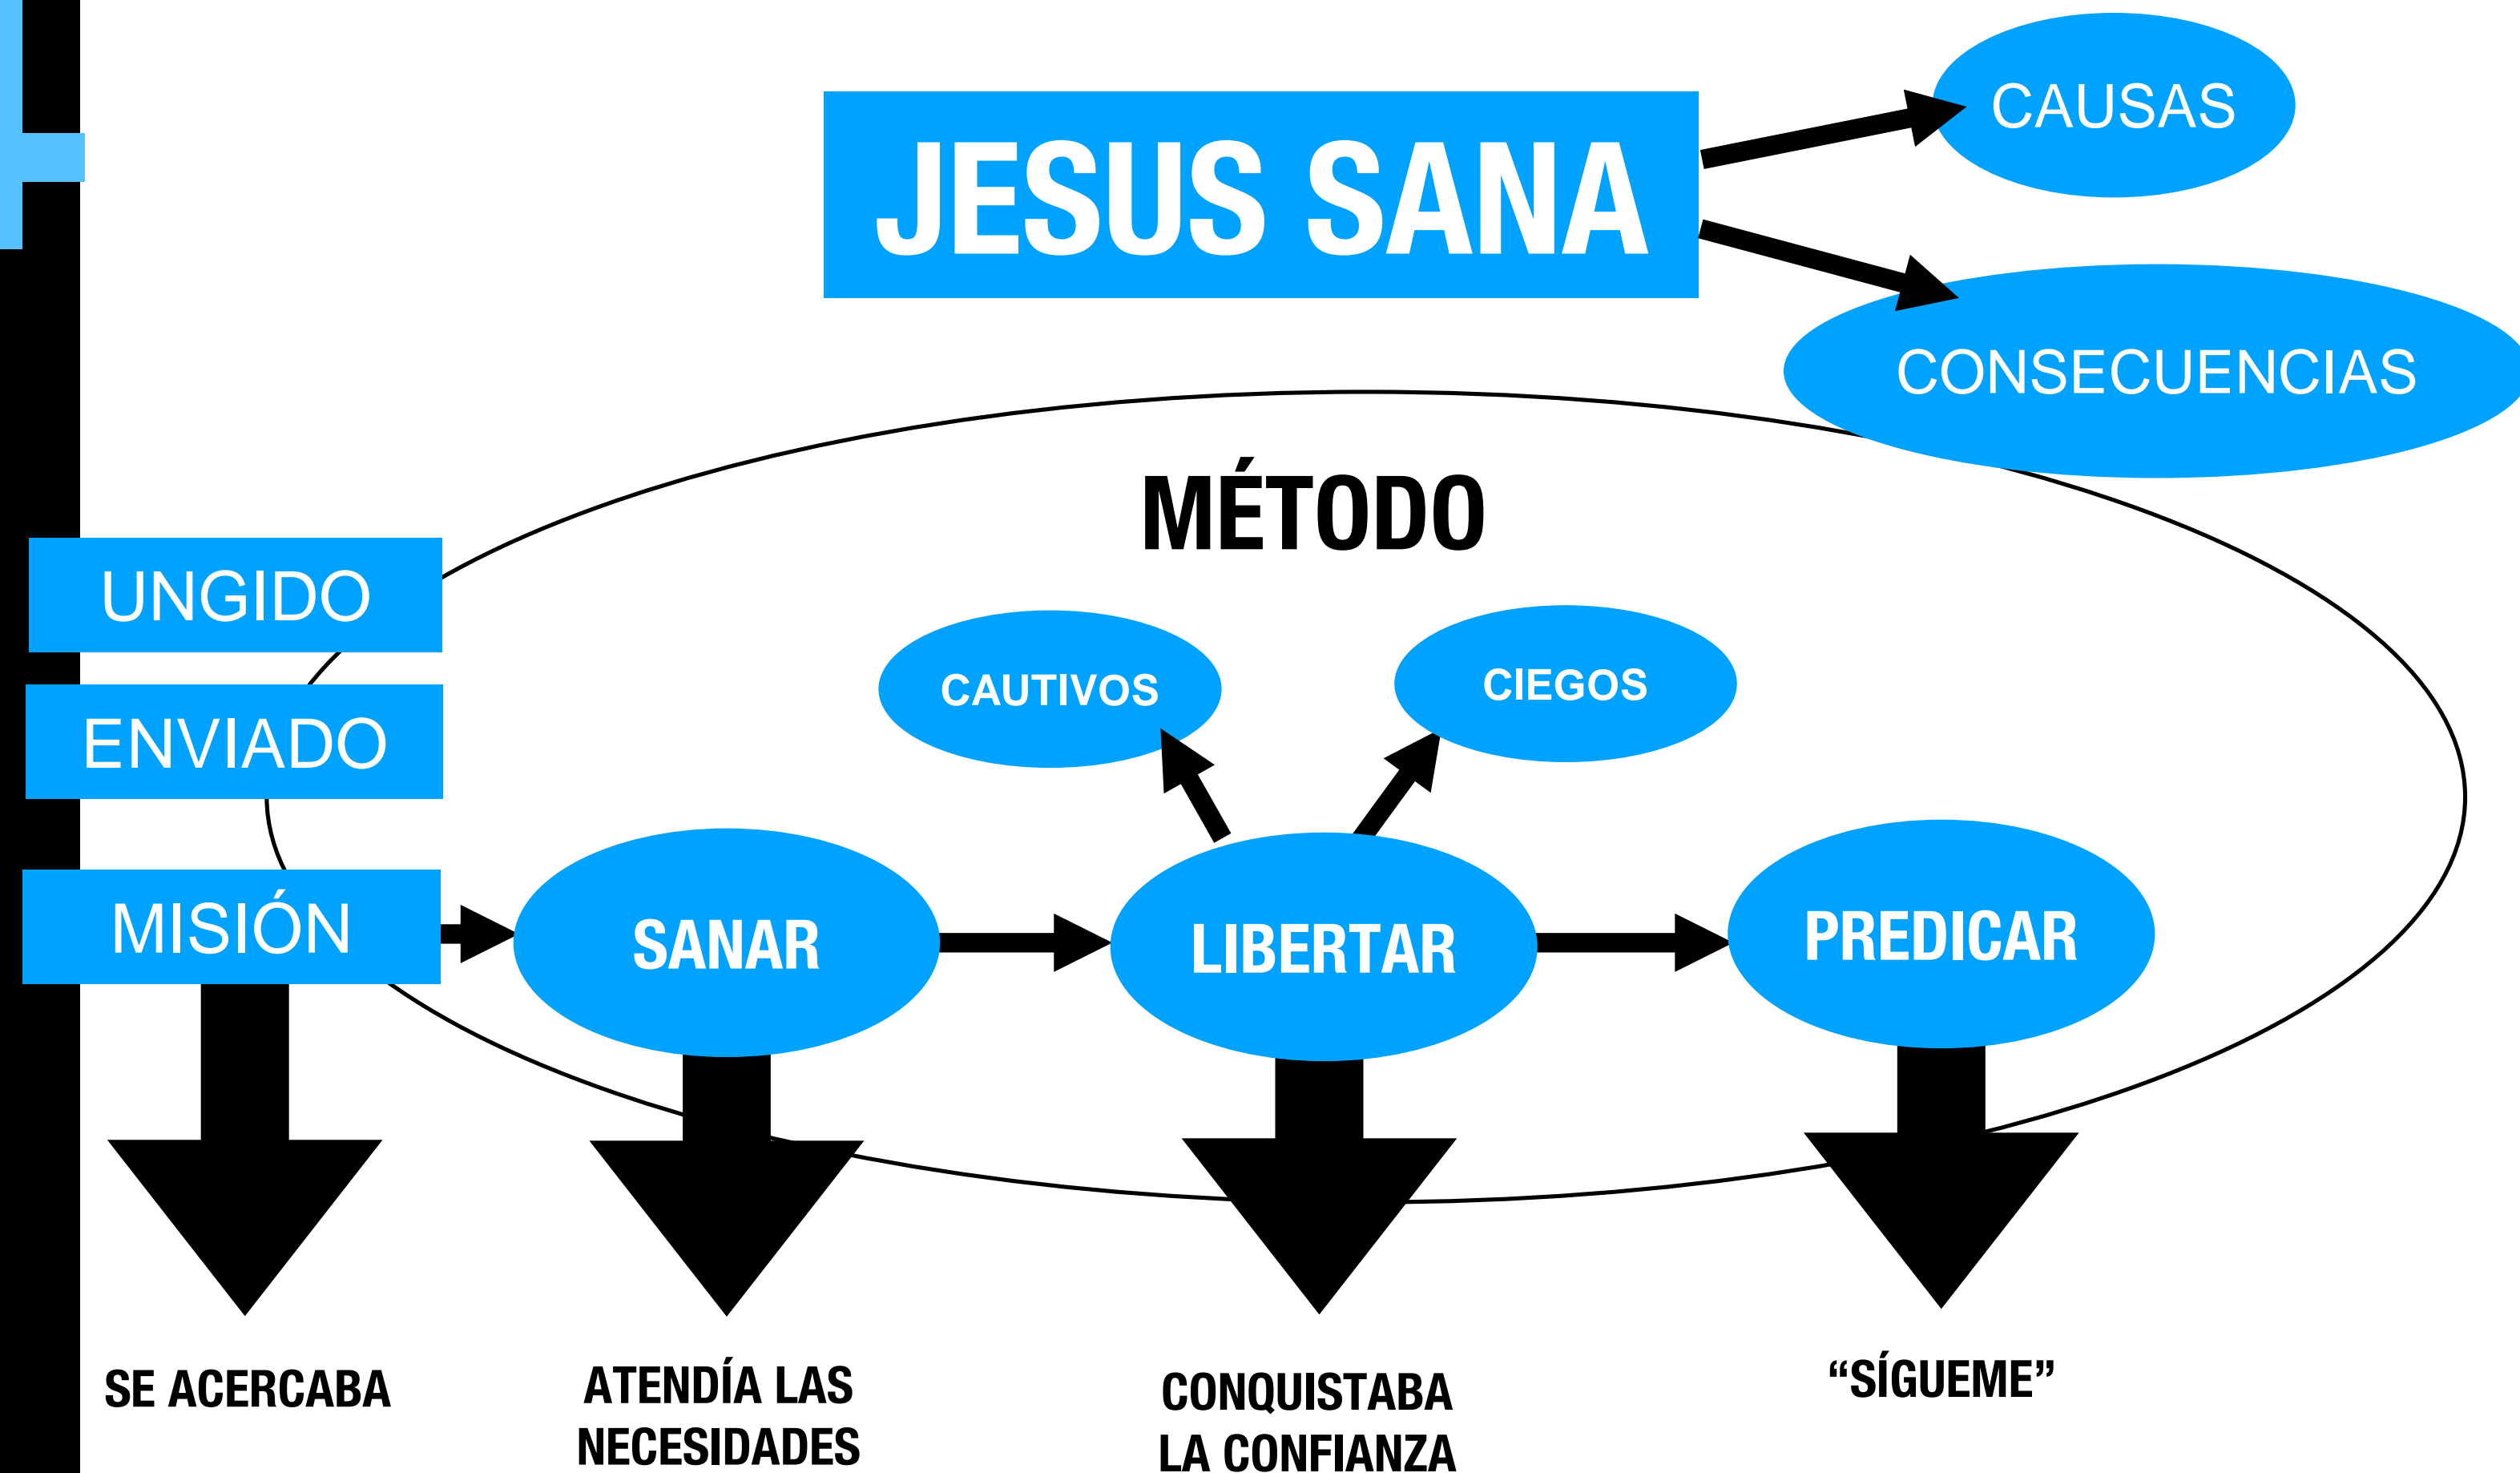 JESUS SANA
CAUSAS
CONSECUENCIAS
MÉTODO
UNGIDO
ENVIADO
MISIÓN
CAUTIVOS
CIEGOS
SANAR
LIBERTAR
PREDICAR
SE ACERCABA
ATENDÍA LAS
NECESIDADES
CONQUISTABA
LA CONFIANZA
“SÍGUEME”